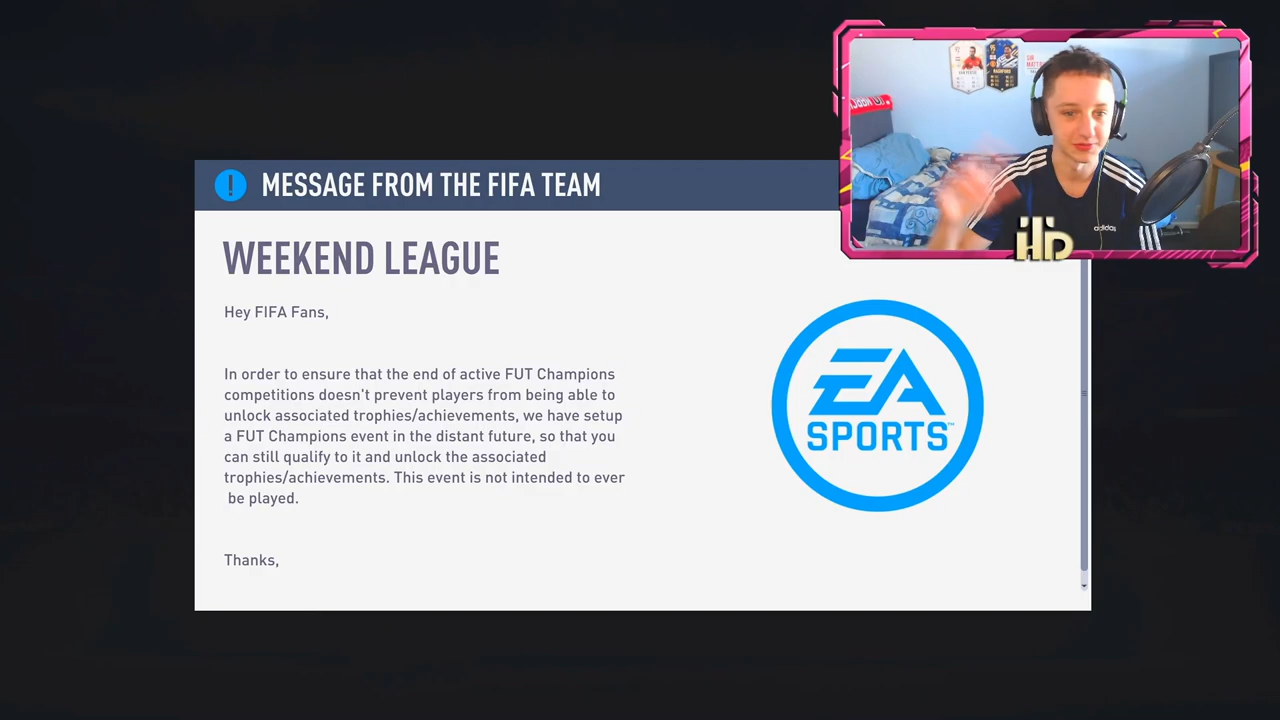 MESSAGE FROM THE FIFA TEAM
WEEKEND LEAGUE
Hey FIFA Fans,
In order to ensure that the end of active FUT Champions
competitions doesn't prevent players from being able to
unlock associated trophies/achievements, we have setup
a FUT Champions event in the distant future, so that you
can still qualify to it and unlock the associated
trophies/achievements. This event is not intended to ever
be played.
Thanks,
EA
SPORTS
adidas